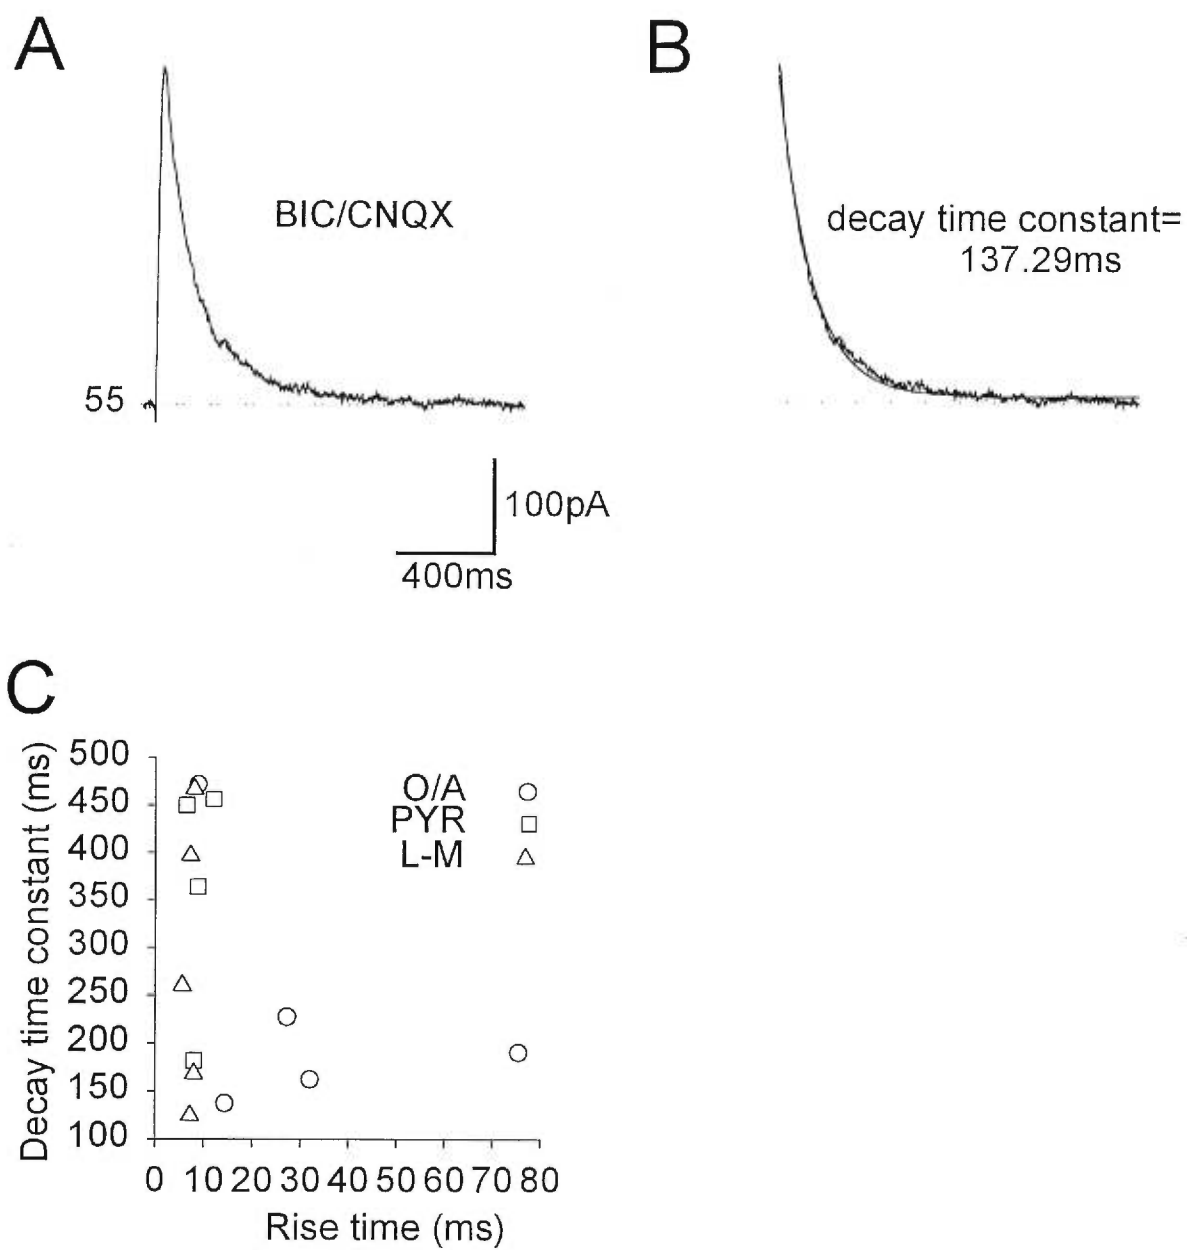 A
B
BIC/CNQX
decay time constant=
137.29ms
55
100pA
400ms
C
Decay time constant (ms)
500
450
400
350
300
250
200
150
100
O/A
PYR
L-M
0 10 20 30 40 50 60 70 80
Rise time (ms)